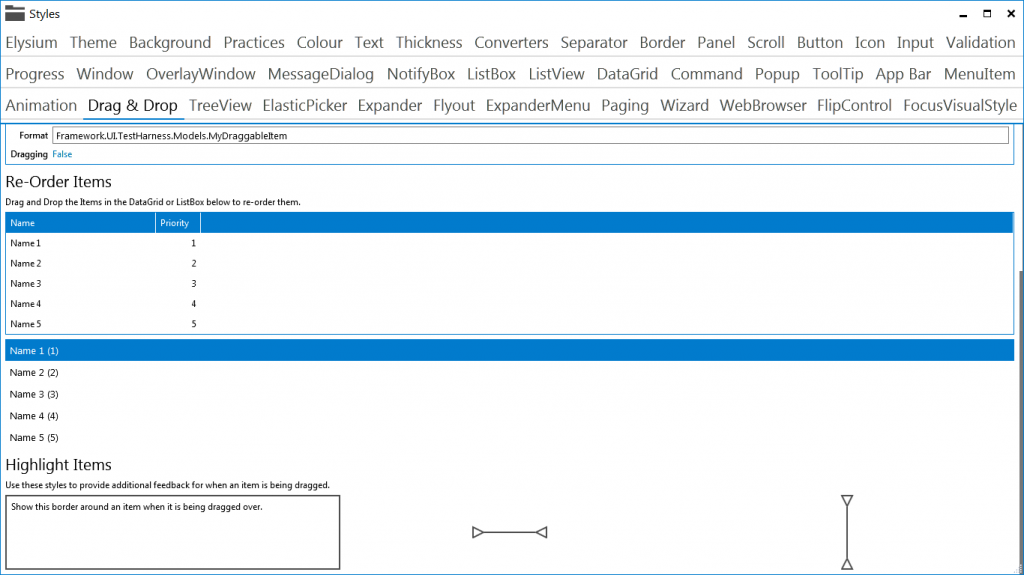 Styles
Elysium Theme Background Practices Colour Text Thickness Converters Separator Border Panel Scroll Button Icon Input Validation
Progress Window OverlayWindow MessageDialog NotifyBox ListBox ListView DataGrid Command Popup ToolTip App Bar MenuItem
Animation Drag & Drop TreeView ElasticPicker Expander Flyout ExpanderMenu Paging Wizard WebBrowser FlipControl FocusVisualStyle
Format Framework.UI.TestHarness.Models.MyDraggableItem
Dragging False
Re-Order Items
Drag and Drop the Items in the DataGrid or ListBox below to re-order them.
Name Priority
Name 1 1
Name 2 2
Name 3 3
Name 4 4
Name 5 5
Name 1 (1)
Name 2 (2)
Name 3 (3)
Name 4 (4)
Name 5 (5)
Highlight Items
Use these styles to provide additional feedback for when an item is being dragged.
Show this border around an item when it is being dragged over.